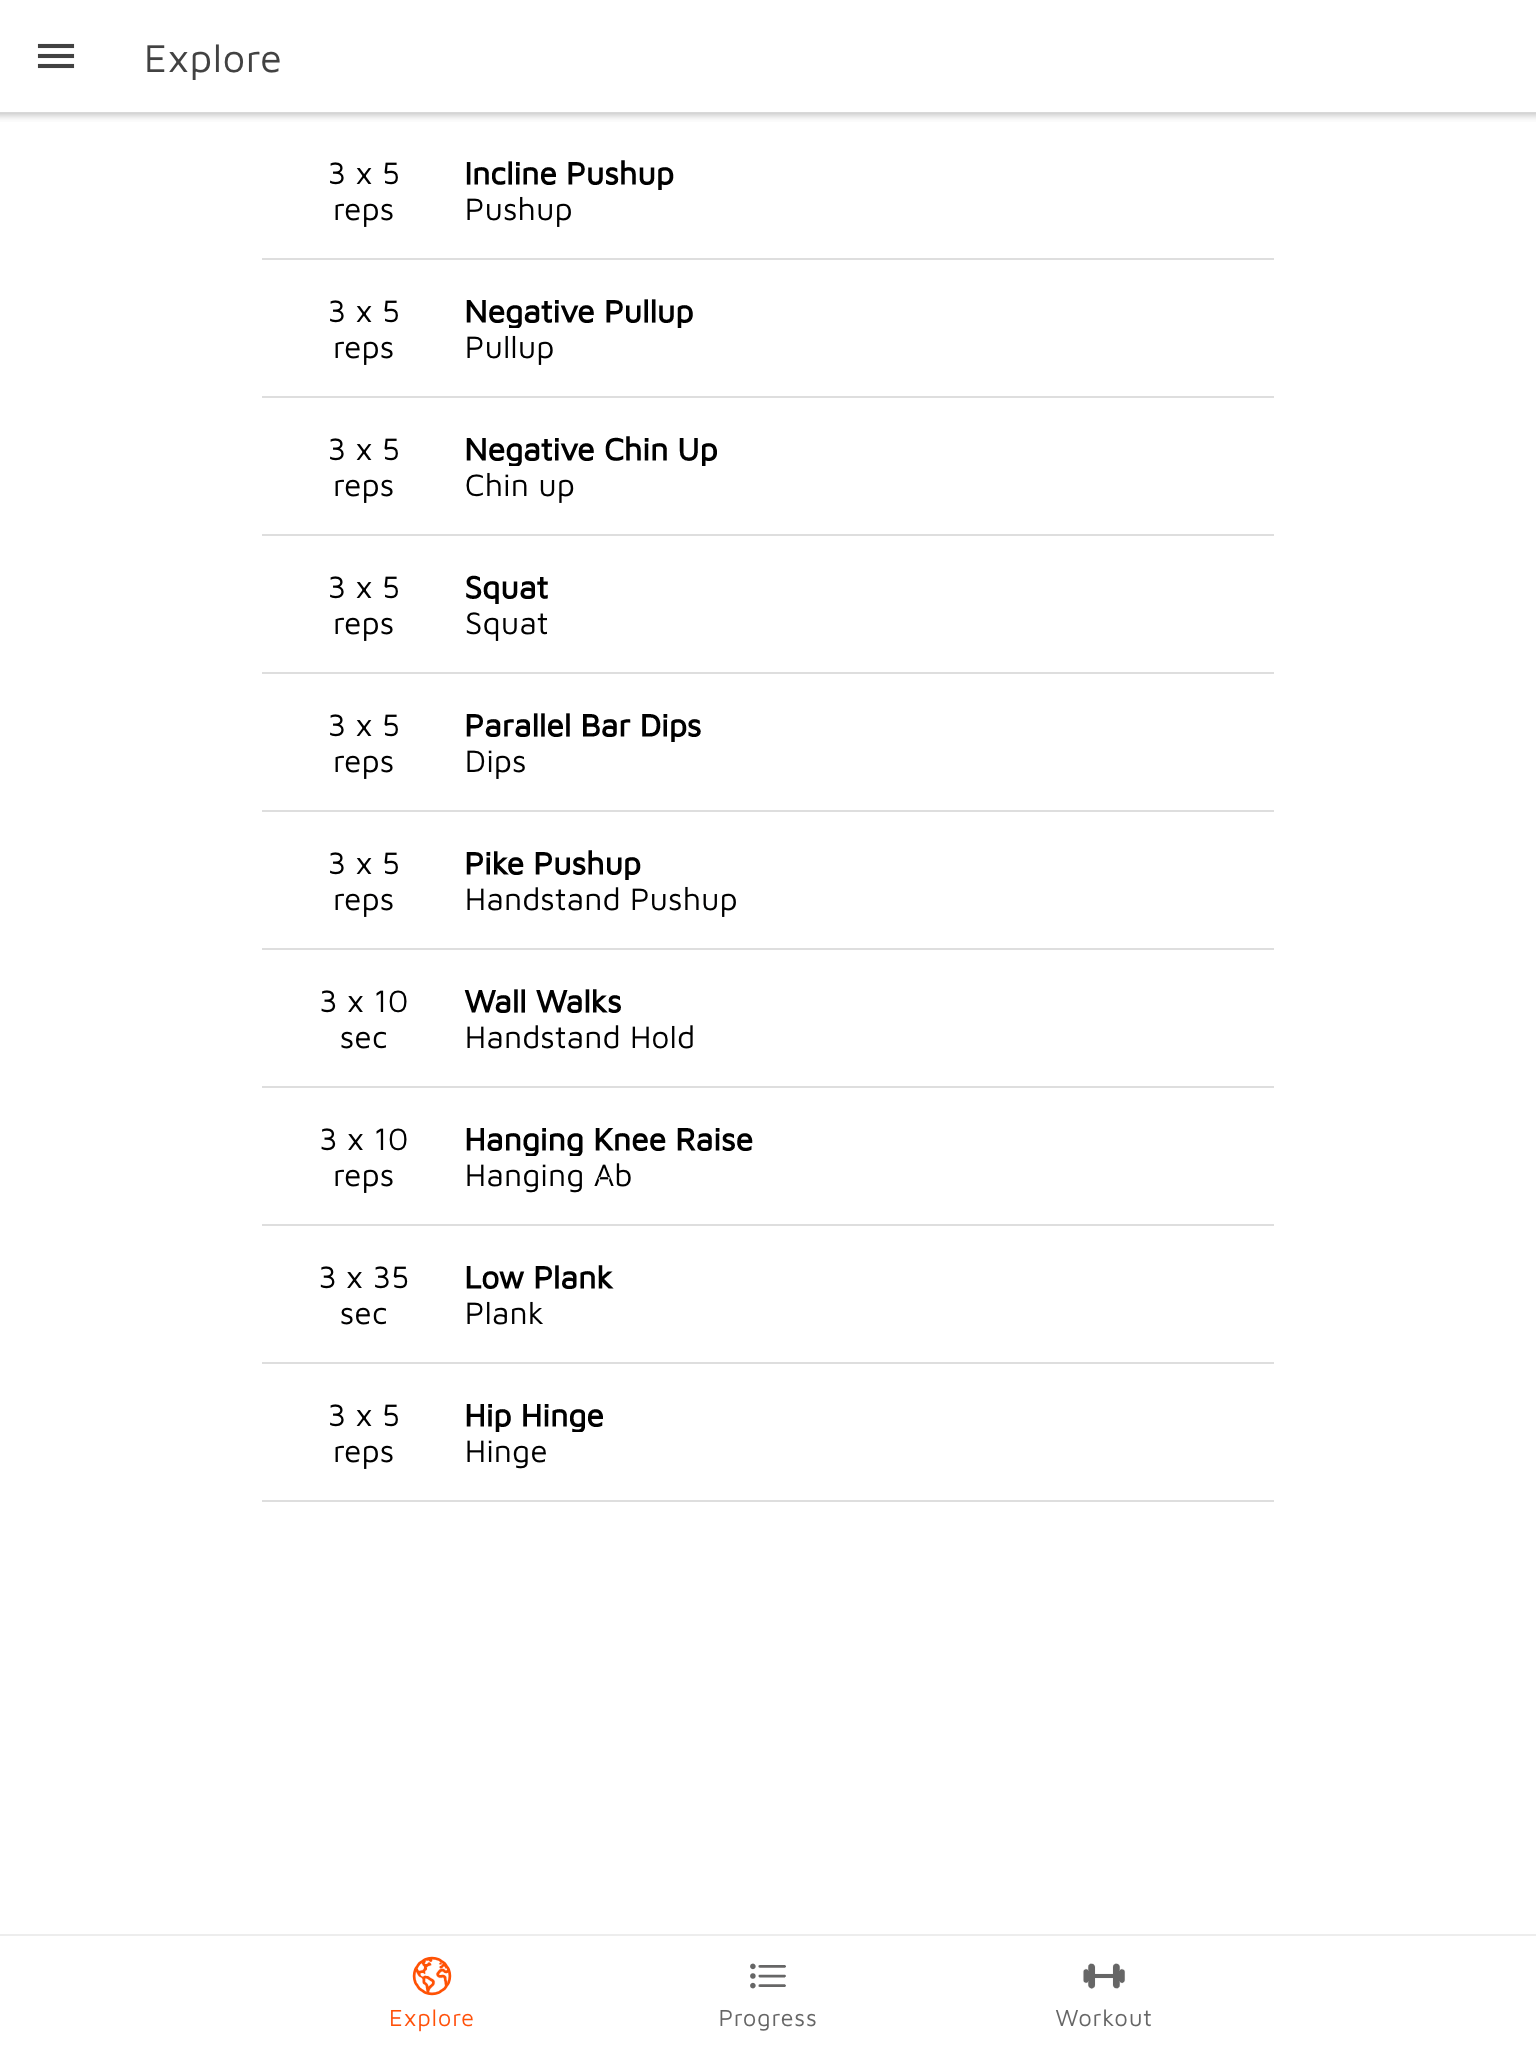 Explore
3 x 5
reps
Incline Pushup
Pushup
3 x 5
reps
Negative Pullup
Pullup
3 x 5
reps
Negative Chin Up
Chin up
3 x 5
reps
Squat
Squat
3 x 5
reps
Parallel Bar Dips
Dips
3 x 5
reps
Pike Pushup
Handstand Pushup
3 x 10
sec
Wall Walks
Handstand Hold
3 x 10
reps
Hanging Knee Raise
Hanging Ab
3 x 35
sec
Low Plank
Plank
3 x 5
reps
Hip Hinge
Hinge
Explore
Progress
Workout